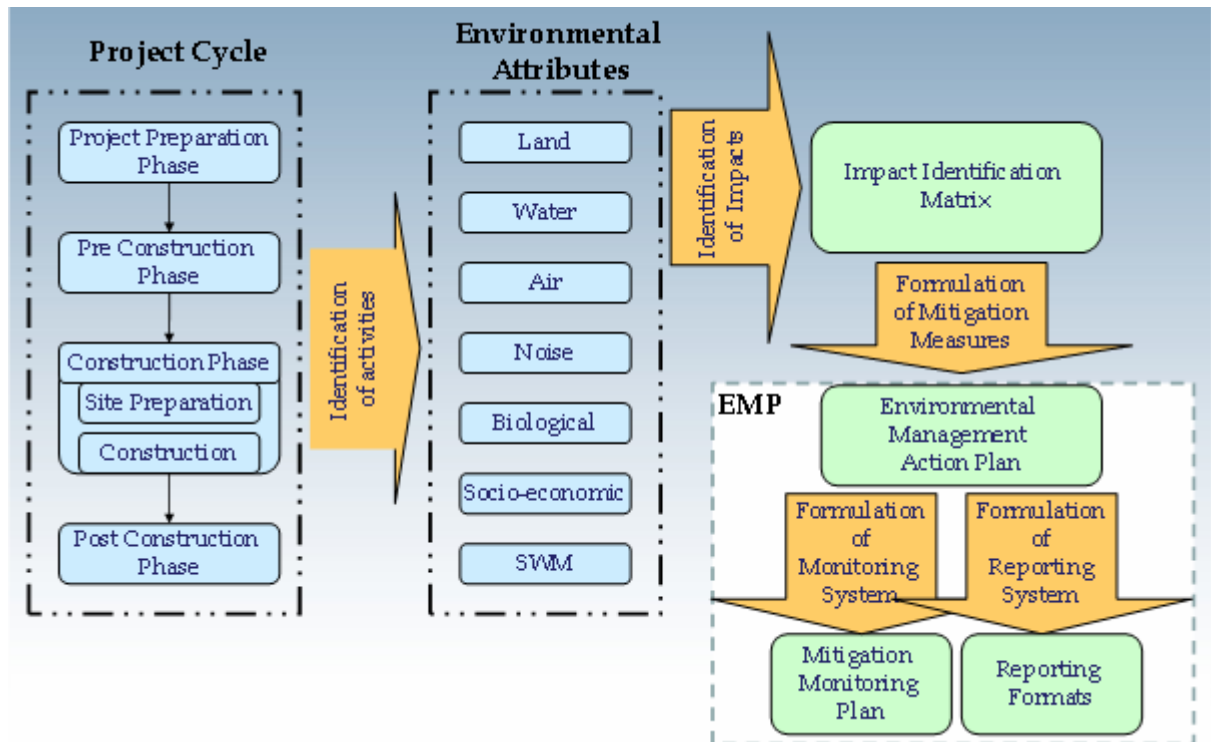 Project Cycle
Project Preparation
Phase
Pre Construction
Phase
Construction Phase
Site Preparation
Construction
Post Construction
Phase
Identification
of activities
Environmental
Attributes
Land
Water
Air
Noise
Biological
Socio-economic
SWM
Identification
of Impacts
Impact Identification
Matrix
Formulation
of Mitigation
Measures
EMP
Environmental
Management
Action Plan
Formulation
of
Monitoring
System
Formulation
of
Reporting
System
Mitigation
Monitoring
Plan
Reporting
Formats